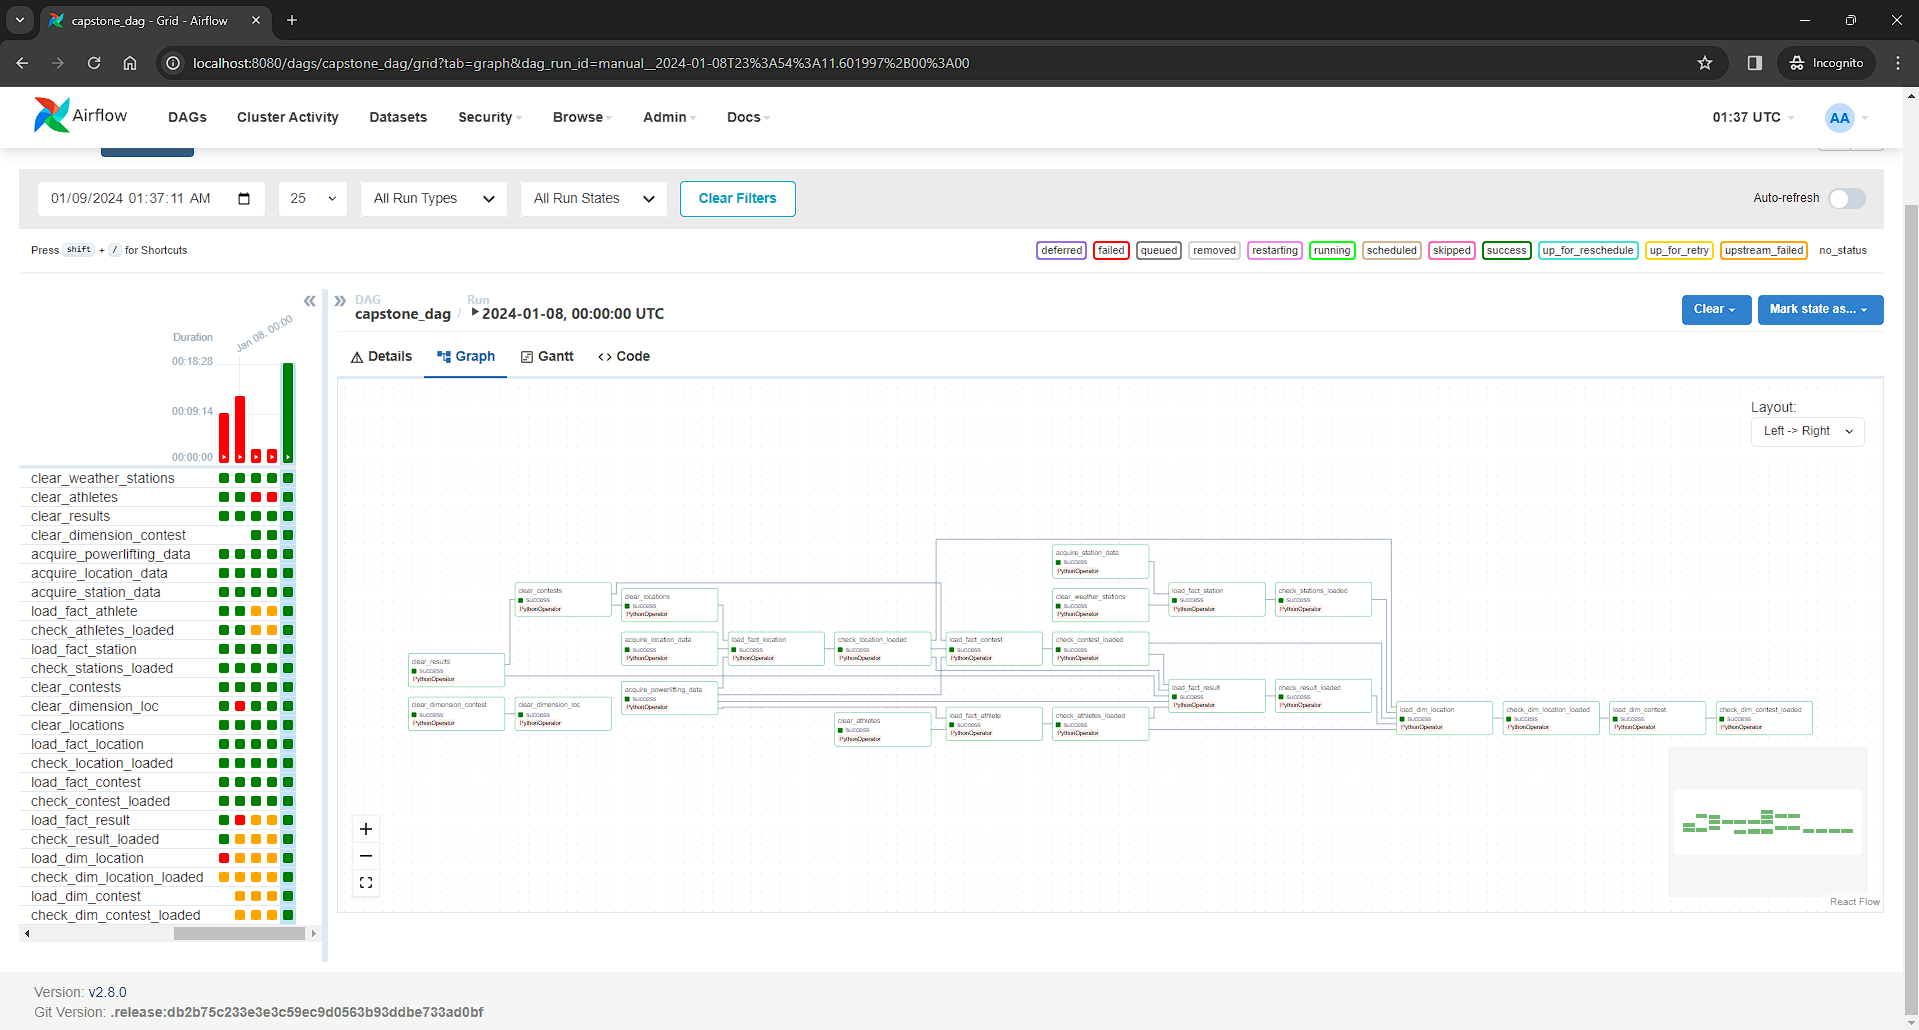 capstone_dag - Grid - Airflow
localhost:8080/dags/capstone_dag/grid?tab=graph&dag_run_id=manual__2024-01-08T23%3A54%3A11.601997%2B00%3A00
Incognito
Airflow
DAGs
Cluster Activity
Datasets
Security
Browse
Admin
Docs
01:37 UTC
AA
01/09/2024 01:37:11 AM
25
All Run Types
All Run States
Clear Filters
Auto-refresh
Press shift + / for Shortcuts
deferred
failed
queued
removed
restarting
running
scheduled
skipped
success
up_for_reschedule
up_for_retry
upstream_failed
no_status
Duration
Jan 08, 00:00
00:18:28
00:09:14
00:00:00
clear_weather_stations
clear_athletes
clear_results
clear_dimension_contest
acquire_powerlifting_data
acquire_location_data
acquire_station_data
load_fact_athlete
check_athletes_loaded
load_fact_station
check_stations_loaded
clear_contests
clear_dimension_loc
clear_locations
load_fact_location
check_location_loaded
load_fact_contest
check_contest_loaded
load_fact_result
check_result_loaded
load_dim_location
check_dim_location_loaded
load_dim_contest
check_dim_contest_loaded
DAG
capstone_dag
/
Run
2024-01-08, 00:00:00 UTC
Clear
Mark state as...
Details
Graph
Gantt
Code
Layout:
Left -> Right
clear_results
success
PythonOperator
clear_dimension_contest
success
PythonOperator
clear_contests
success
PythonOperator
clear_dimension_loc
success
PythonOperator
clear_locations
success
PythonOperator
acquire_location_data
success
PythonOperator
acquire_powerlifting_data
success
PythonOperator
load_fact_location
success
PythonOperator
check_location_loaded
success
PythonOperator
clear_athletes
success
PythonOperator
load_fact_contest
success
PythonOperator
load_fact_athlete
success
PythonOperator
acquire_station_data
success
PythonOperator
clear_weather_stations
success
PythonOperator
check_contest_loaded
success
PythonOperator
check_athletes_loaded
success
PythonOperator
load_fact_station
success
PythonOperator
load_fact_result
success
PythonOperator
check_stations_loaded
success
PythonOperator
check_result_loaded
success
PythonOperator
load_dim_location
success
PythonOperator
check_dim_location_loaded
success
PythonOperator
load_dim_contest
success
PythonOperator
check_dim_contest_loaded
success
PythonOperator
React Flow
Version: v2.8.0
Git Version: .release:db2b75c233e3e3c59ec9d0563b93ddbe733ad0bf